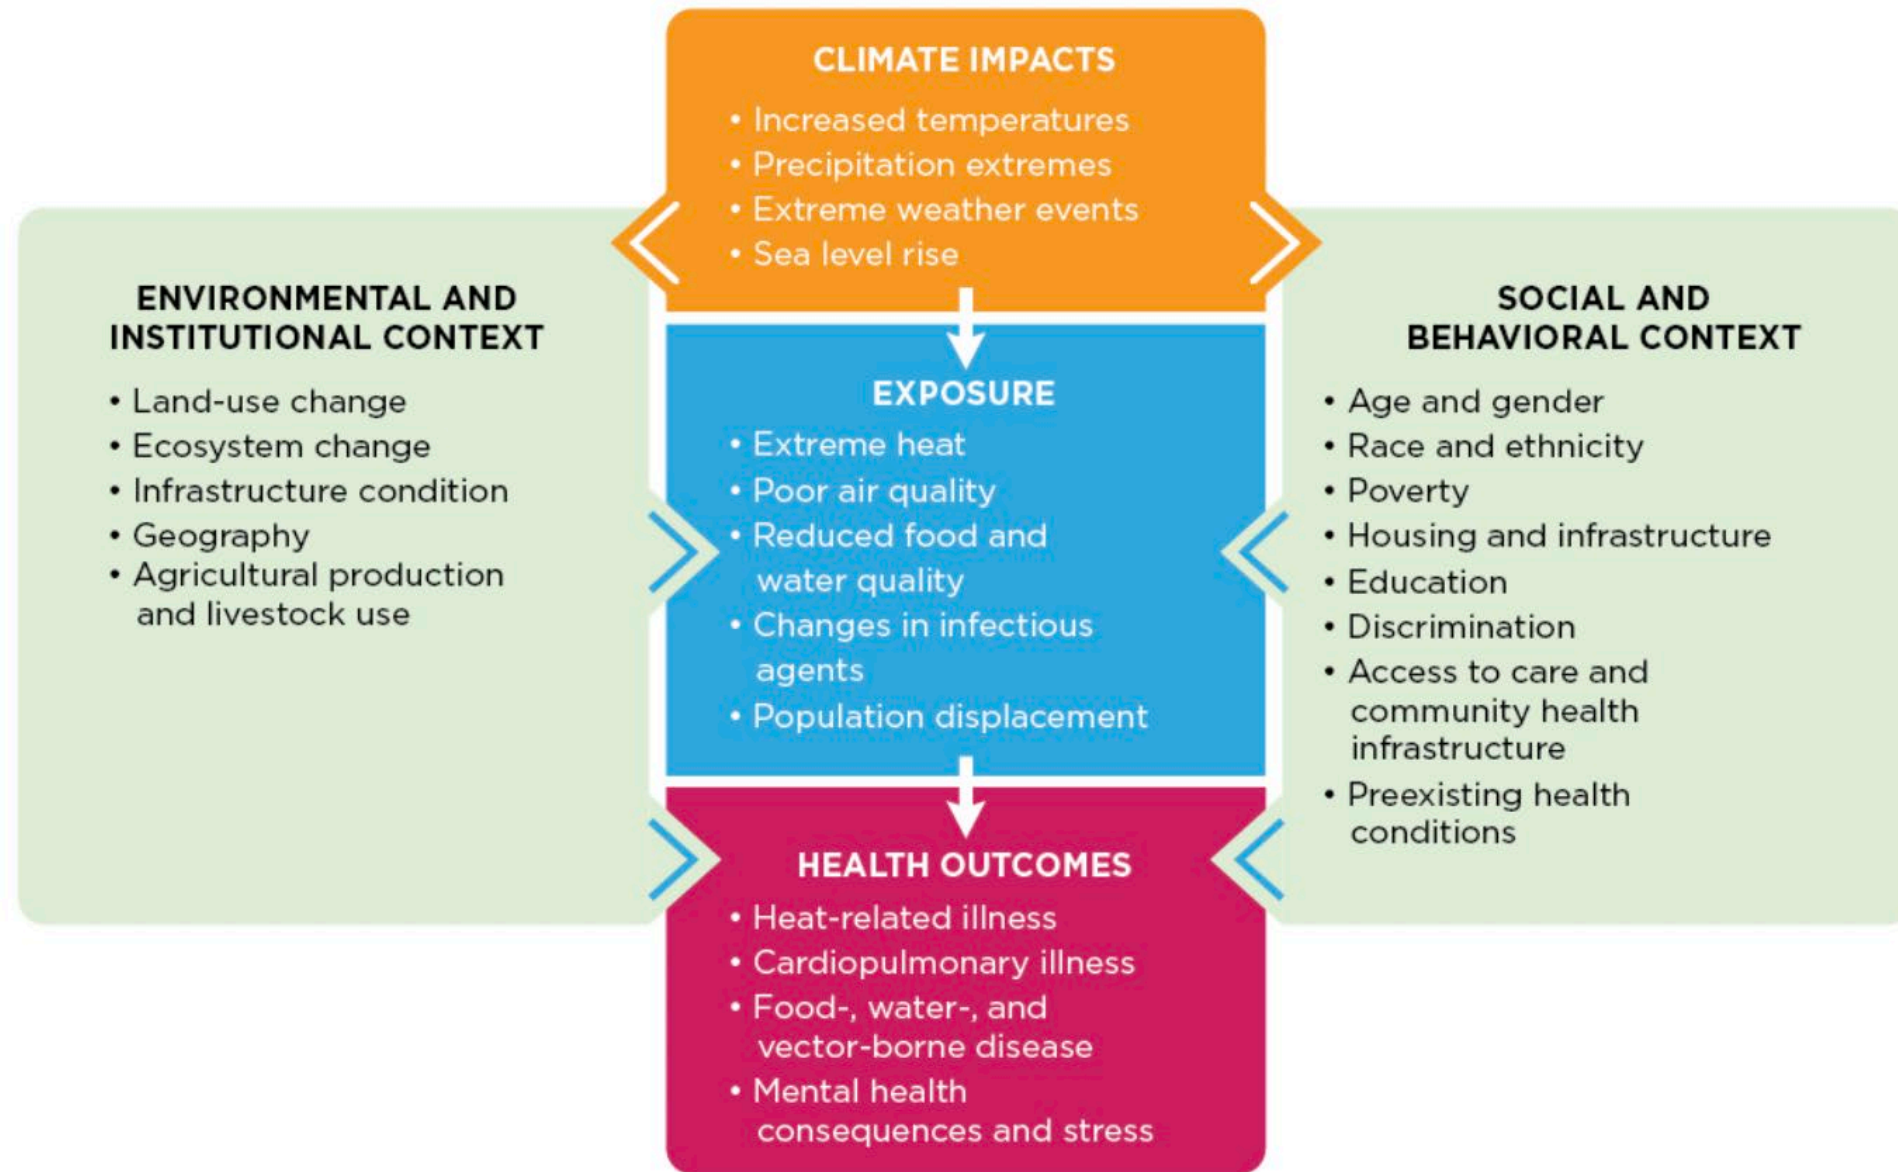 CLIMATE IMPACTS
• Increased temperatures
• Precipitation extremes
• Extreme weather events
• Sea level rise
ENVIRONMENTAL AND
INSTITUTIONAL CONTEXT
• Land-use change
• Ecosystem change
• Infrastructure condition
• Geography
• Agricultural production
and livestock use
EXPOSURE
• Extreme heat
• Poor air quality
• Reduced food and
water quality
• Changes in infectious
agents
• Population displacement
SOCIAL AND
BEHAVIORAL CONTEXT
• Age and gender
• Race and ethnicity
• Poverty
• Housing and infrastructure
• Education
• Discrimination
• Access to care and
community health
infrastructure
• Preexisting health
conditions
HEALTH OUTCOMES
• Heat-related illness
• Cardiopulmonary illness
• Food-, water-, and
vector-borne disease
• Mental health
consequences and stress